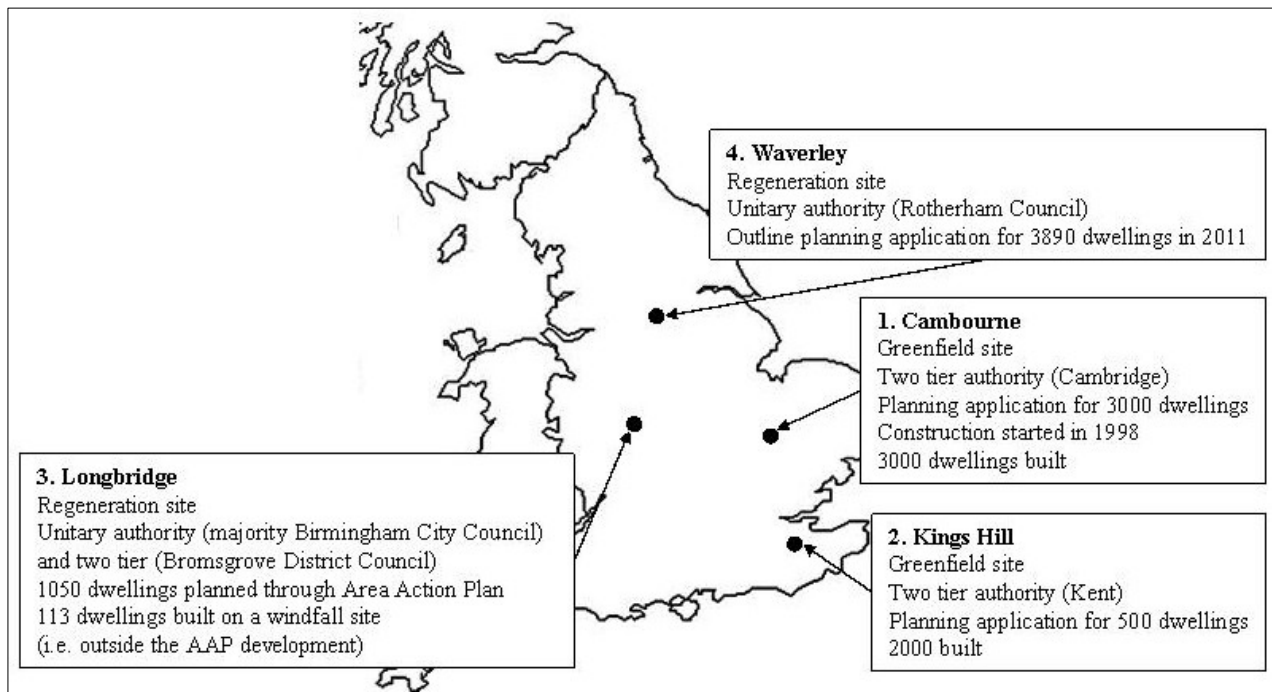 4. Waverley
Regeneration site
Unitary authority (Rotherham Council)
Outline planning application for 3890 dwellings in 2011
1. Cambourne
Greenfield site
Two tier authority (Cambridge)
Planning application for 3000 dwellings
Construction started in 1998
3000 dwellings built
3. Longbridge
Regeneration site
Unitary authority (majority Birmingham City Council)
and two tier (Bromsgrove District Council)
1050 dwellings planned through Area Action Plan
113 dwellings built on a windfall site
(i.e. outside the AAP development)
2. Kings Hill
Greenfield site
Two tier authority (Kent)
Planning application for 500 dwellings
2000 built